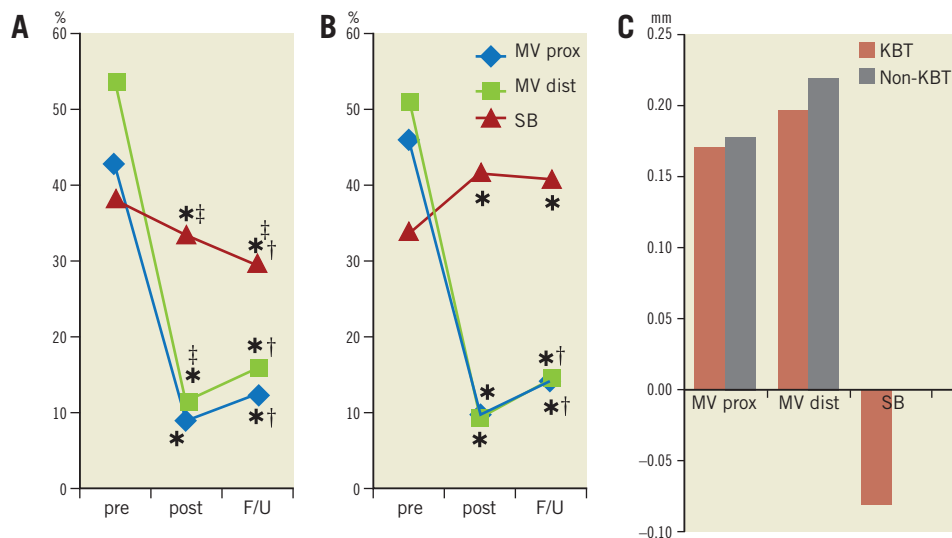 A
%
60
50
40
30
20
10
0
pre
post
F/U
*‡
‡
*†
‡
*
*†
*
*†
B
%
60
50
40
30
20
10
0
MV prox
MV dist
SB
pre
post
F/U
*
*
*
*
*†
*†
C
mm
0.25
0.20
0.15
0.10
0.05
0.00
–0.05
–0.10
KBT
Non-KBT
MV prox
MV dist
SB